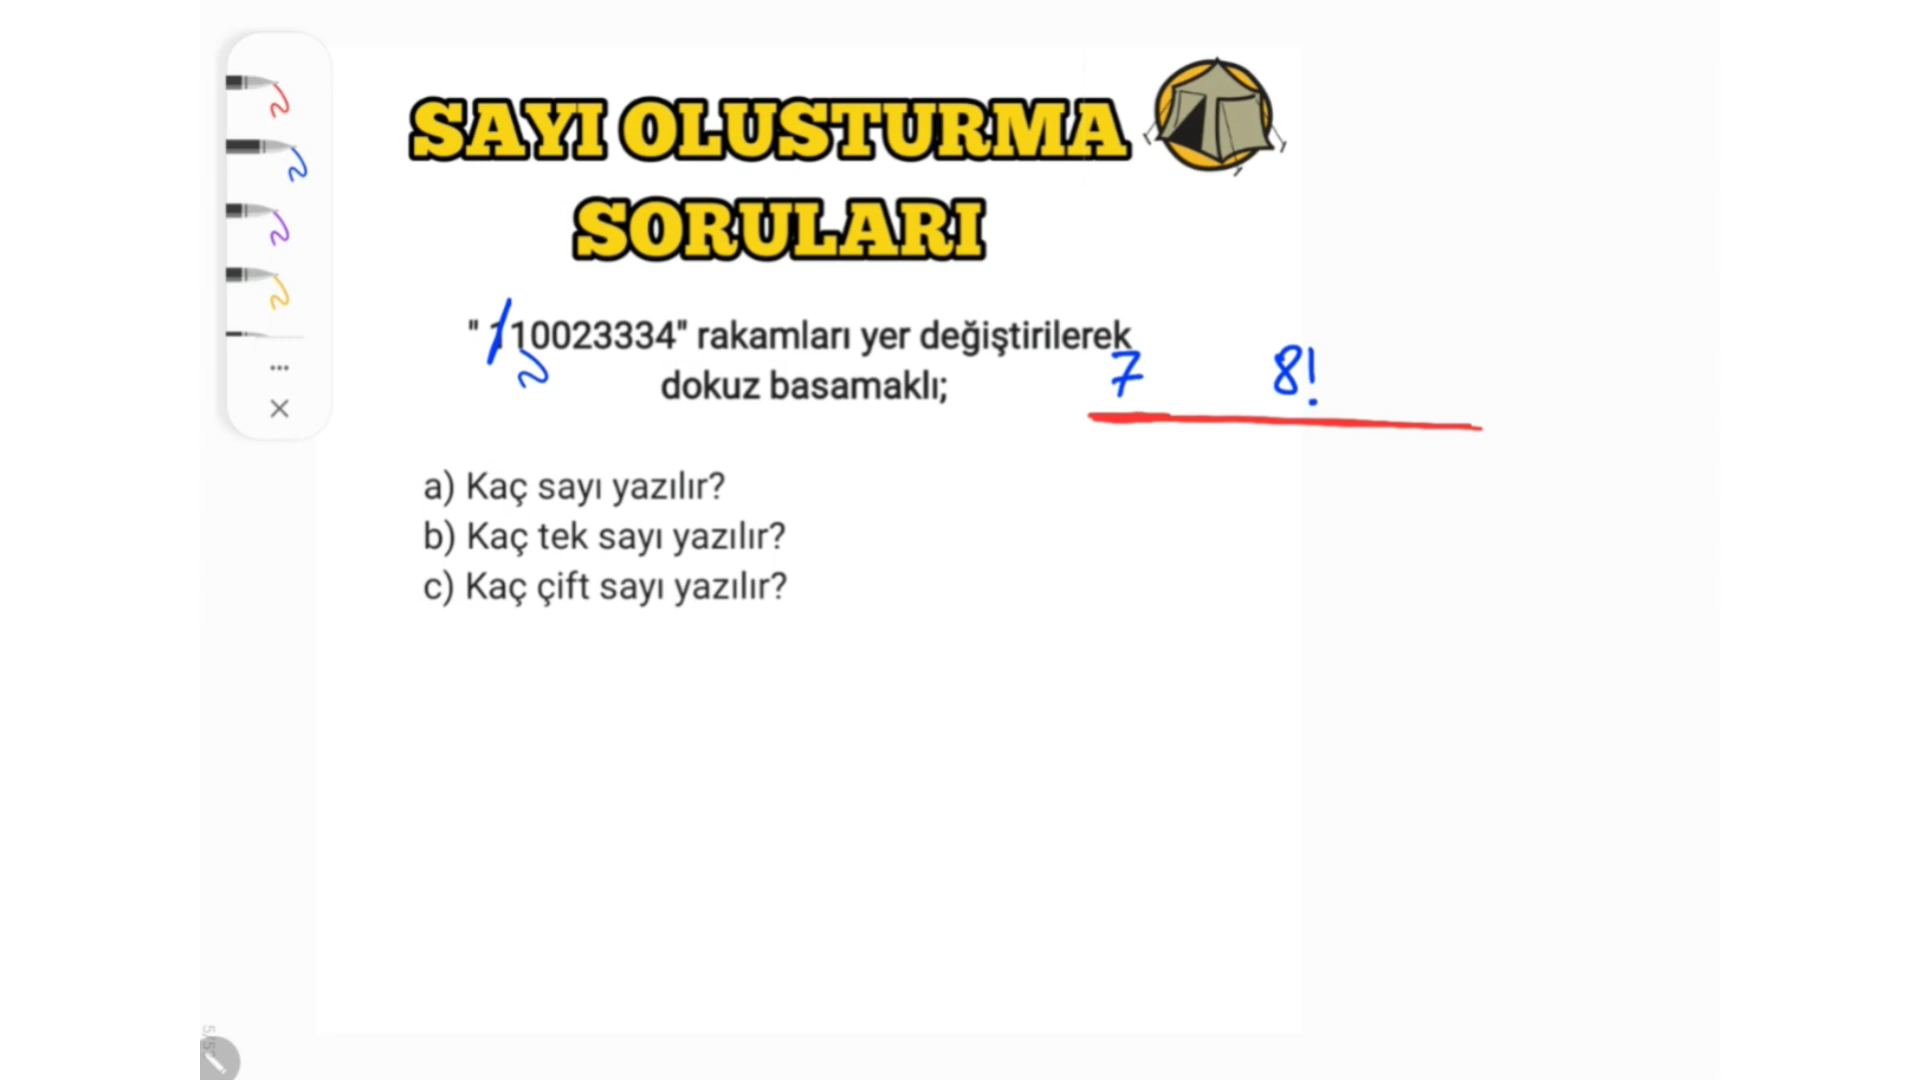 SAYI OLUSTURMA
SORULARI
" 110023334" rakamları yer değiştirilerek
dokuz basamaklı;
7 8!
a) Kaç sayı yazılır?
b) Kaç tek sayı yazılır?
c) Kaç çift sayı yazılır?